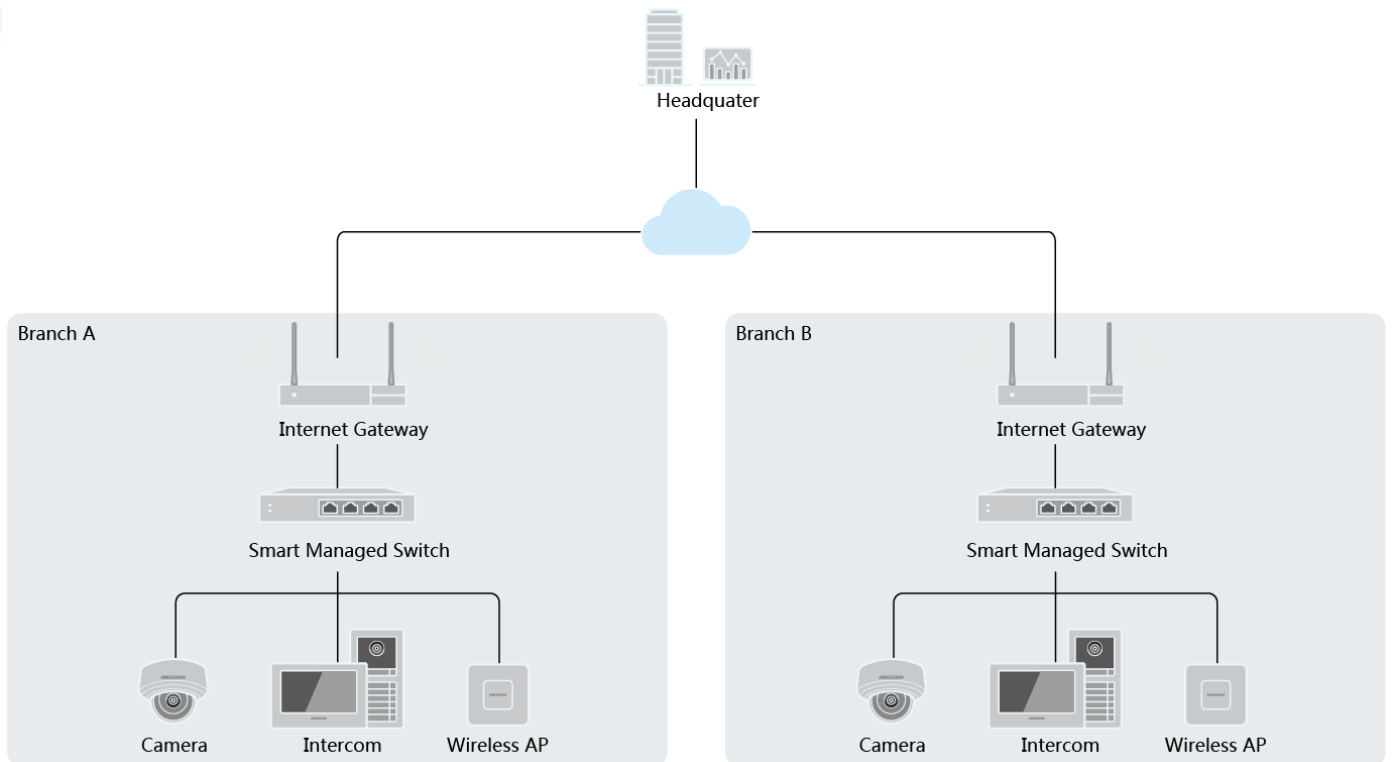 Headquater
Branch A
Branch B
Internet Gateway
Internet Gateway
Smart Managed Switch
Smart Managed Switch
Camera
Intercom
Wireless AP
Camera
Intercom
Wireless AP